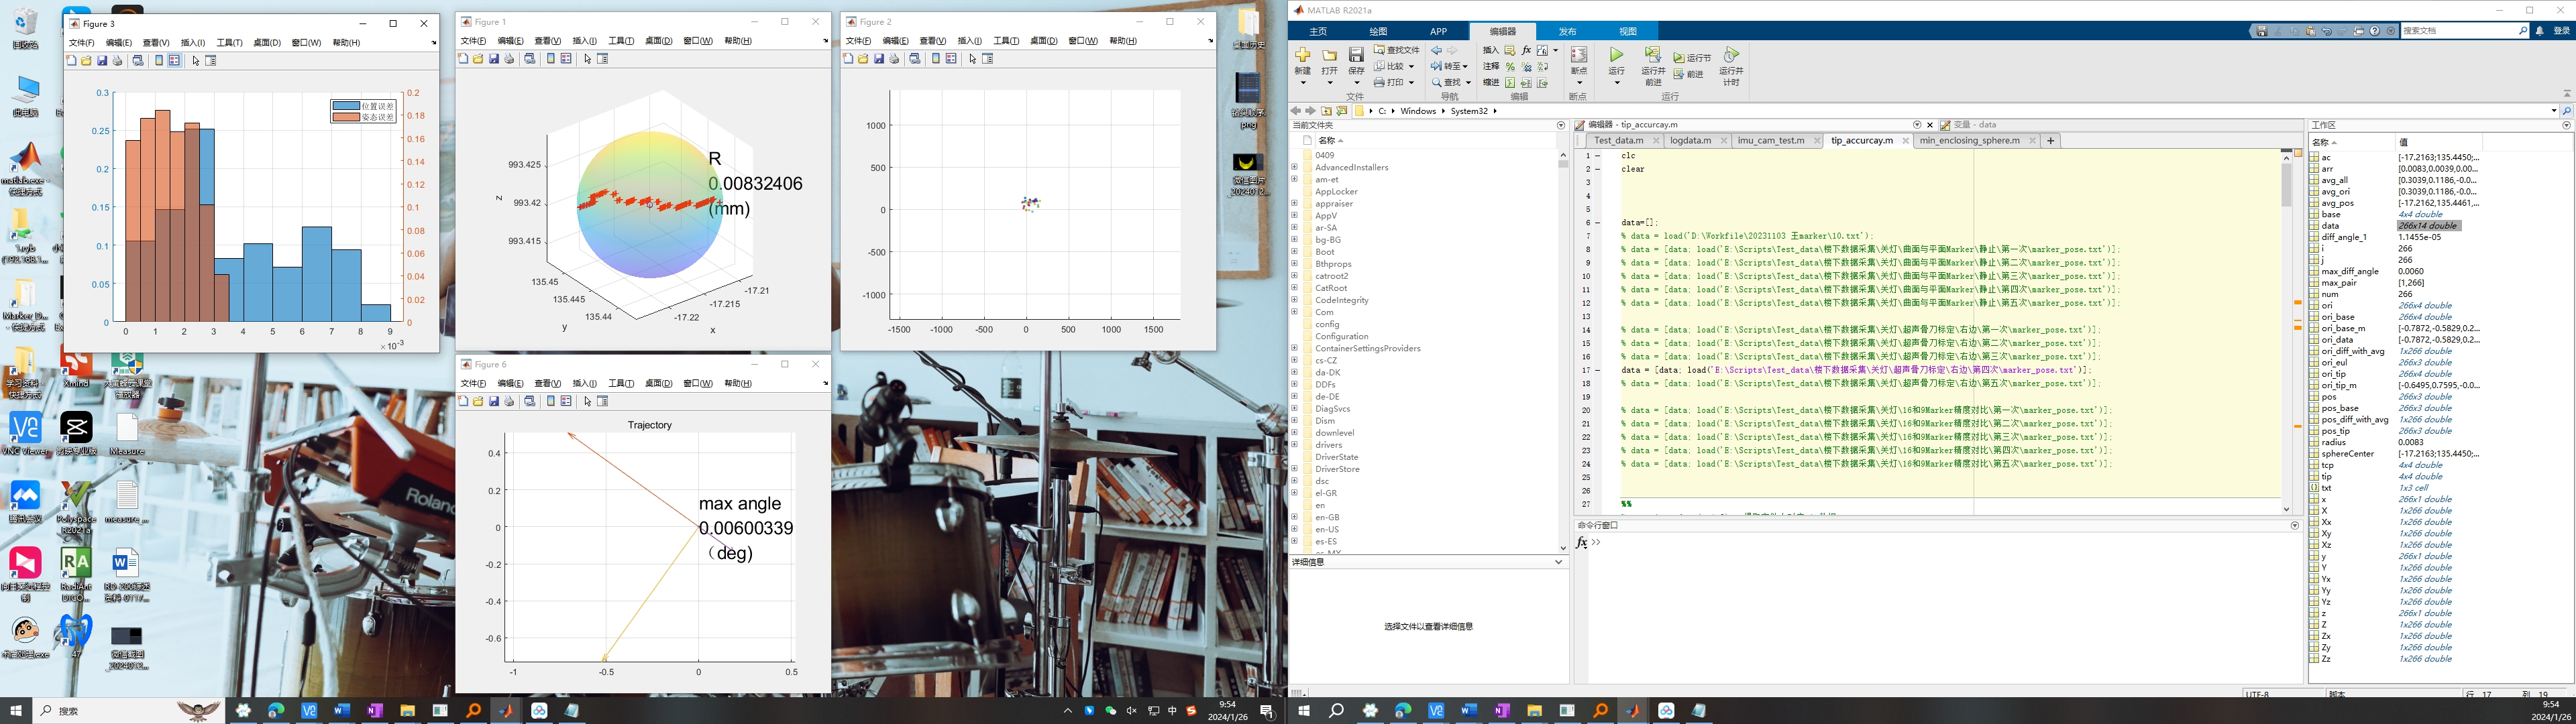 Figure 3
文件(F) 编辑(E) 查看(V) 插入(I) 工具(T) 桌面(D) 窗口(W) 帮助(H)
位置误差
姿态误差
0.3
0.25
0.2
0.15
0.1
0.05
0
0.2
0.18
0.16
0.14
0.12
0.1
0.08
0.06
0.04
0.02
0
0 1 2 3 4 5 6 7 8 9
×10⁻³
Figure 1
文件(F) 编辑(E) 查看(V) 插入(I) 工具(T) 桌面(D) 窗口(W) 帮助(H)
R
0.00832406
(mm)
993.425
993.42
993.415
z
135.45
135.445
135.44
y
-17.22
-17.215
-17.21
x
Figure 2
文件(F) 编辑(E) 查看(V) 插入(I) 工具(T) 桌面(D) 窗口(W) 帮助(H)
1000
500
0
-500
-1000
-1500 -1000 -500 0 500 1000 1500
Figure 6
文件(F) 编辑(E) 查看(V) 插入(I) 工具(T) 桌面(D) 窗口(W) 帮助(H)
Trajectory
max angle
0.00600339
（deg)
0.4
0.2
0
-0.2
-0.4
-0.6
-1 -0.5 0 0.5
回收站
此电脑
VNC Viewer
Xmind
Measure
腾讯会议
Polyspace R2021a
Roland
搜索
9:54
2024/1/26
MATLAB R2021a
主页 绘图 APP 编辑器 发布 视图
搜索文档
登录
新建 打开 保存 查找文件 比较 打印
转至 查找
插入 注释 缩进
断点 运行 运行并前进 运行节 前进 运行并计时
文件 导航 编辑 断点 运行
C: Windows System32
当前文件夹
名称
0409
AdvancedInstallers
am-et
AppLocker
appraiser
AppV
ar-SA
bg-BG
Boot
Bthprops
catroot2
CatRoot
CodeIntegrity
Com
config
Configuration
ContainerSettingsProviders
cs-CZ
da-DK
DDFs
de-DE
DiagSvcs
Dism
downlevel
drivers
DriverState
DriverStore
dsc
el-GR
en
en-GB
en-US
es-ES
es-MX
详细信息
选择文件以查看详细信息
编辑器 - tip_accurcay.m
变量 - data
Test_data.m logdata.m imu_cam_test.m tip_accurcay.m min_enclosing_sphere.m
1 clc
2 clear
3
4
5
6 data=[];
7 % data = load('D:\Workfile\20231103 王marker\10.txt');
8 % data = [data; load('E:\Scripts\Test_data\楼下数据采集\关灯\曲面与平面Marker\静止\第一次\marker_pose.txt')];
9 % data = [data; load('E:\Scripts\Test_data\楼下数据采集\关灯\曲面与平面Marker\静止\第二次\marker_pose.txt')];
10 % data = [data; load('E:\Scripts\Test_data\楼下数据采集\关灯\曲面与平面Marker\静止\第三次\marker_pose.txt')];
11 % data = [data; load('E:\Scripts\Test_data\楼下数据采集\关灯\曲面与平面Marker\静止\第四次\marker_pose.txt')];
12 % data = [data; load('E:\Scripts\Test_data\楼下数据采集\关灯\曲面与平面Marker\静止\第五次\marker_pose.txt')];
13
14 % data = [data; load('E:\Scripts\Test_data\楼下数据采集\关灯\超声骨刀标定\右边\第一次\marker_pose.txt')];
15 % data = [data; load('E:\Scripts\Test_data\楼下数据采集\关灯\超声骨刀标定\右边\第二次\marker_pose.txt')];
16 % data = [data; load('E:\Scripts\Test_data\楼下数据采集\关灯\超声骨刀标定\右边\第三次\marker_pose.txt')];
17 data = [data; load('E:\Scripts\Test_data\楼下数据采集\关灯\超声骨刀标定\右边\第四次\marker_pose.txt')];
18 % data = [data; load('E:\Scripts\Test_data\楼下数据采集\关灯\超声骨刀标定\右边\第五次\marker_pose.txt')];
19
20 % data = [data; load('E:\Scripts\Test_data\楼下数据采集\关灯\16和9Marker精度对比\第一次\marker_pose.txt')];
21 % data = [data; load('E:\Scripts\Test_data\楼下数据采集\关灯\16和9Marker精度对比\第二次\marker_pose.txt')];
22 % data = [data; load('E:\Scripts\Test_data\楼下数据采集\关灯\16和9Marker精度对比\第三次\marker_pose.txt')];
23 % data = [data; load('E:\Scripts\Test_data\楼下数据采集\关灯\16和9Marker精度对比\第四次\marker_pose.txt')];
24 % data = [data; load('E:\Scripts\Test_data\楼下数据采集\关灯\16和9Marker精度对比\第五次\marker_pose.txt')];
25
26
27 %%
命令行窗口
fx >>
工作区
名称 值
ac [-17.2163;135.4450;...
arr [0.0083,0.0039,0.00...
avg_all [0.3039,0.1186,-0.0...
avg_ori [0.3039,0.1186,-0.0...
avg_pos [-17.2162,135.4461,...
base 4x4 double
data 266x14 double
diff_angle_1 1.1455e-05
i 266
j 266
max_diff_angle 0.0060
max_pair [1,266]
num 266
ori 266x4 double
ori_base 266x4 double
ori_base_m [-0.7872,-0.5829,0.2...
ori_data [-0.7872,-0.5829,0.2...
ori_diff_with_avg 1x266 double
ori_eul 266x3 double
ori_tip 266x4 double
ori_tip_m [-0.6495,0.7595,-0.0...
pos 266x3 double
pos_base 266x3 double
pos_diff_with_avg 1x266 double
pos_tip 266x3 double
radius 0.0083
sphereCenter [-17.2163;135.4450;...
tcp 4x4 double
tip 4x4 double
txt 1x3 cell
x 266x1 double
X 1x266 double
Xx 1x266 double
Xy 1x266 double
Xz 1x266 double
y 266x1 double
Y 1x266 double
Yx 1x266 double
Yy 1x266 double
Yz 1x266 double
z 266x1 double
Z 1x266 double
Zx 1x266 double
Zy 1x266 double
Zz 1x266 double
UTF-8 脚本 行 17 列 19
9:54
2024/1/26